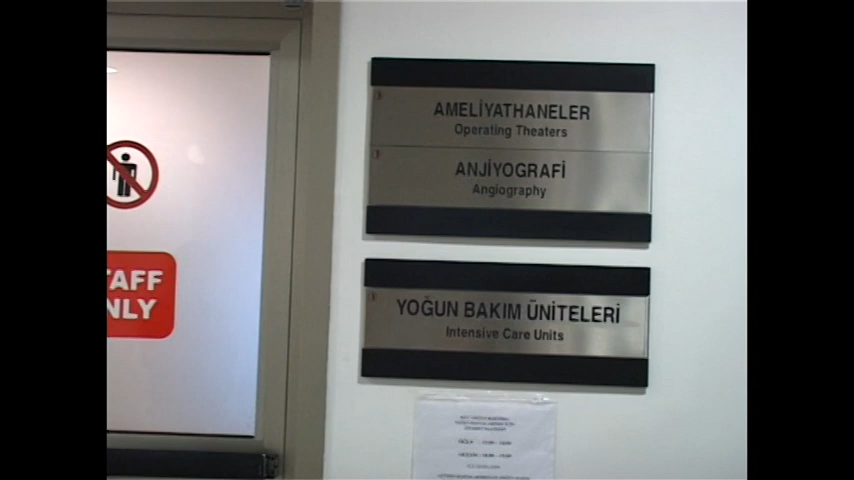 AMELİYATHANELER
Operating Theaters
ANJİYOGRAFİ
Angiography
TAFF
NLY
YOĞUN BAKIM ÜNİTELERİ
Intensive Care Units